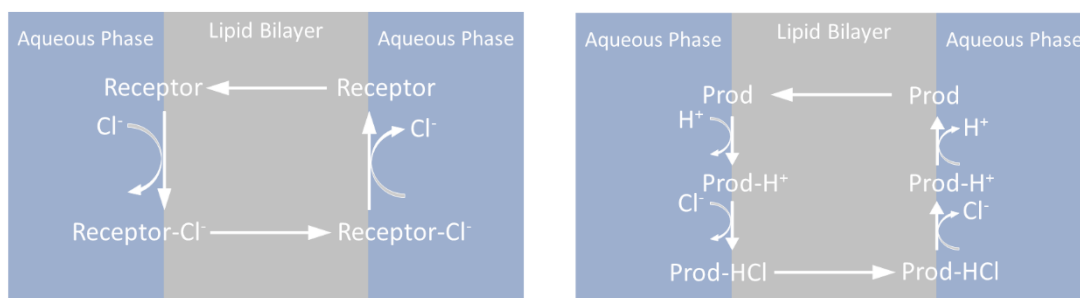 Aqueous Phase Lipid Bilayer Aqueous Phase
Receptor Receptor
Cl⁻ Cl⁻
Receptor-Cl⁻ Receptor-Cl⁻
Aqueous Phase Lipid Bilayer Aqueous Phase
Prod Prod
H⁺ H⁺
Prod-H⁺ Prod-H⁺
Cl⁻ Cl⁻
Prod-HCl Prod-HCl